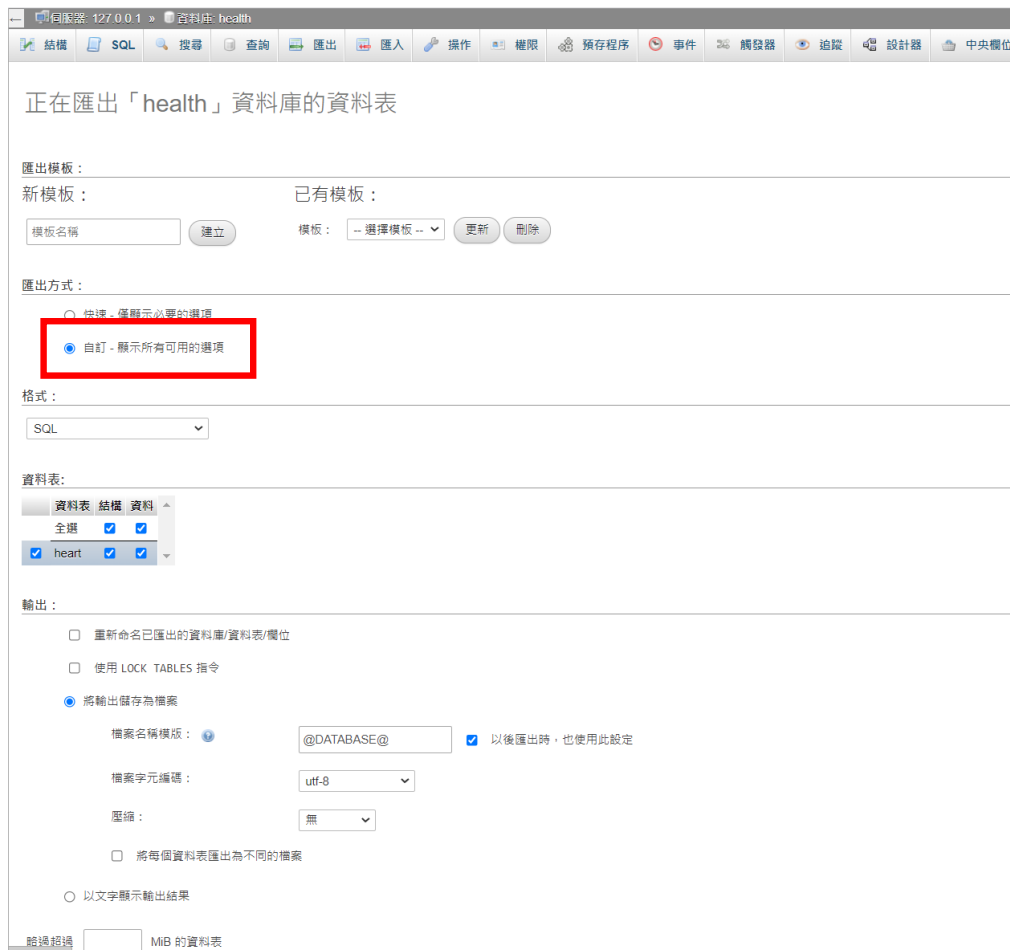 ← 伺服器: 127.0.0.1 » 資料庫: health
結構 SQL 搜尋 查詢 匯出 匯入 操作 權限 預存程序 事件 觸發器 追蹤 設計器 中央欄位
正在匯出「health」資料庫的資料表
匯出模板：
新模板： 已有模板：
模板名稱 建立 模板： -- 選擇模板 -- 更新 刪除
匯出方式：
快速 - 僅顯示必要的選項
自訂 - 顯示所有可用的選項
格式：
SQL
資料表:
資料表 結構 資料
全選
heart
輸出：
重新命名已匯出的資料庫/資料表/欄位
使用 LOCK TABLES 指令
將輸出儲存為檔案
檔案名稱模版： @DATABASE@ 以後匯出時，也使用此設定
檔案字元編碼： utf-8
壓縮： 無
將每個資料表匯出為不同的檔案
以文字顯示輸出結果
略過超過 MiB 的資料表